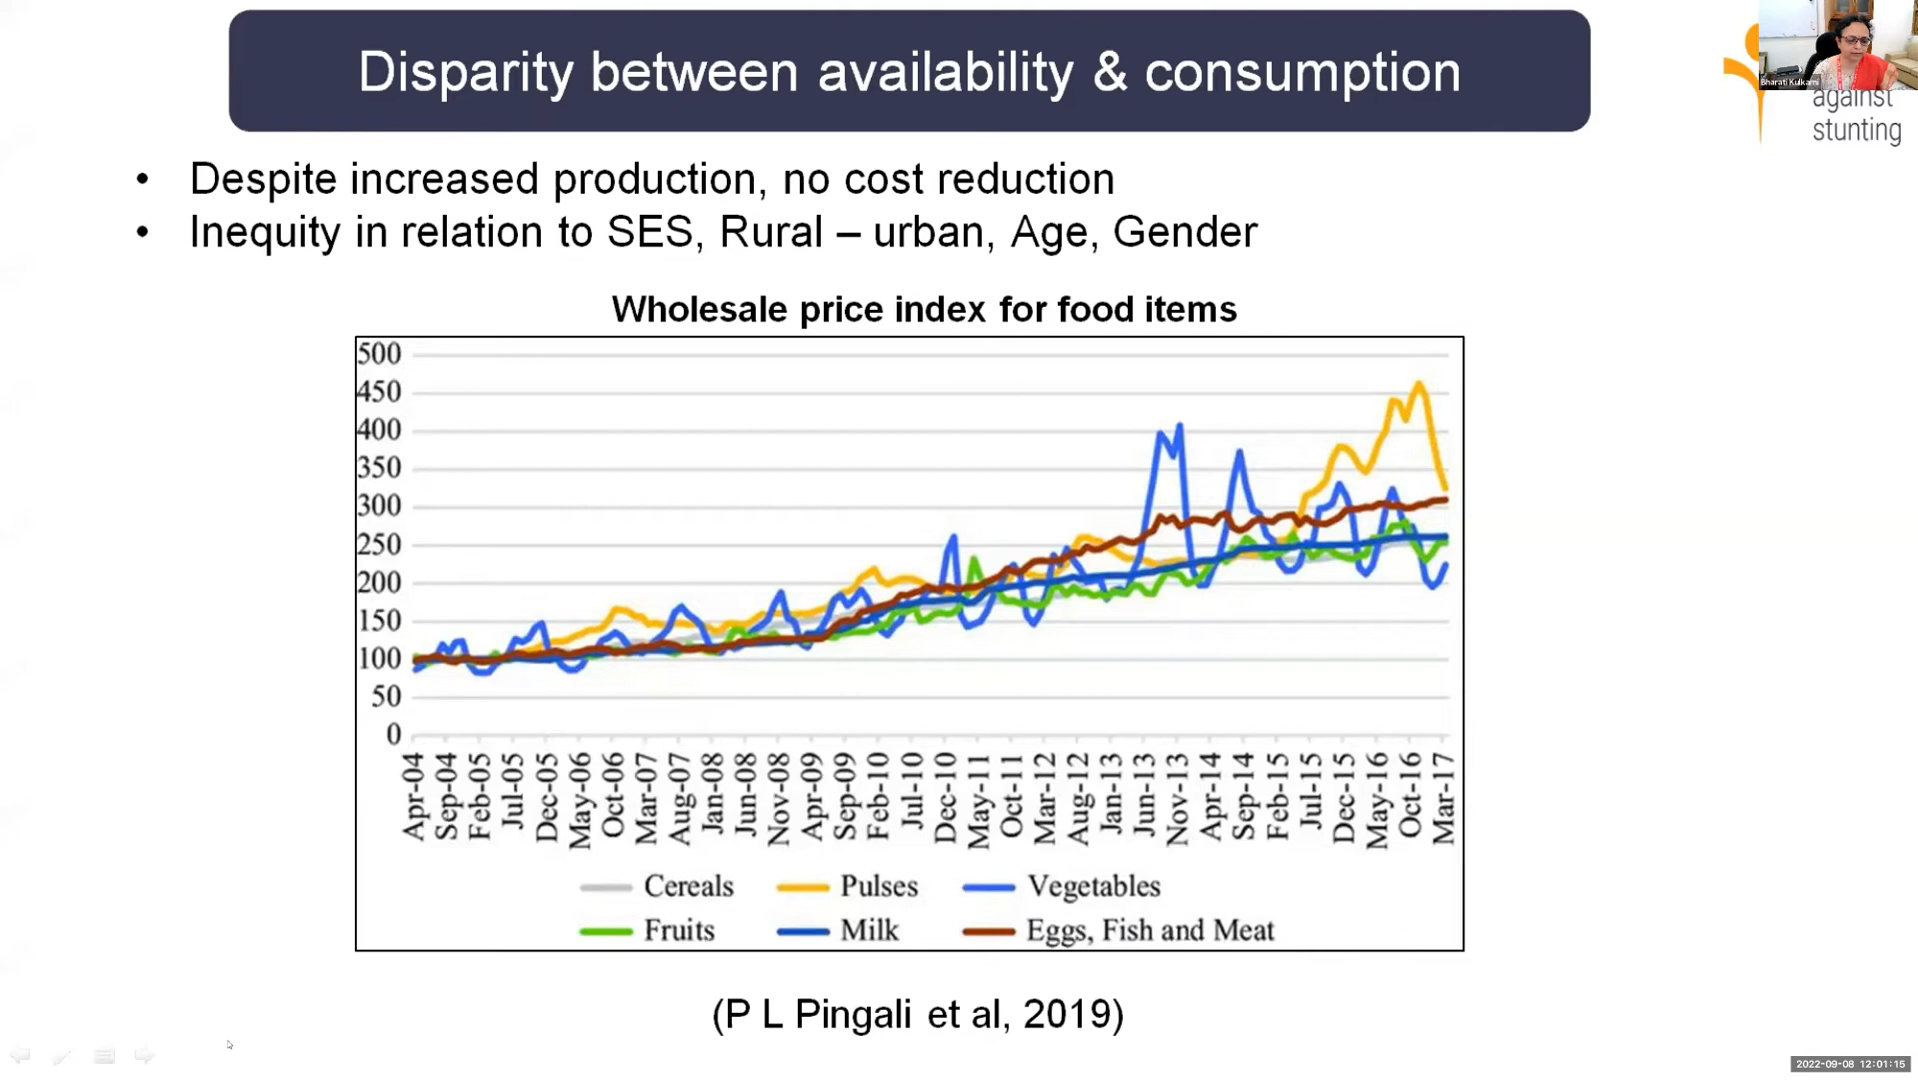 Disparity between availability & consumption
Bharati Kulkarni
against
stunting
• Despite increased production, no cost reduction
• Inequity in relation to SES, Rural – urban, Age, Gender
Wholesale price index for food items
500
450
400
350
300
250
200
150
100
50
0
Apr-04
Sep-04
Feb-05
Jul-05
Dec-05
May-06
Oct-06
Mar-07
Aug-07
Jan-08
Jun-08
Nov-08
Apr-09
Sep-09
Feb-10
Jul-10
Dec-10
May-11
Oct-11
Mar-12
Aug-12
Jan-13
Jun-13
Nov-13
Apr-14
Sep-14
Feb-15
Jul-15
Dec-15
May-16
Oct-16
Mar-17
Cereals Pulses Vegetables
Fruits Milk Eggs, Fish and Meat
(P L Pingali et al, 2019)
2022-09-08 12:01:15